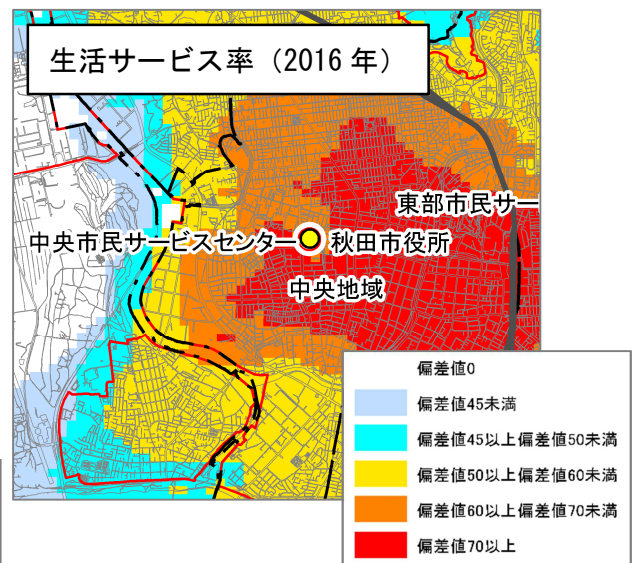 生活サービス率（2016 年）
東部市民サー
中央市民サービスセンター
秋田市役所
中央地域
偏差値0
偏差値45未満
偏差値45以上偏差値50未満
偏差値50以上偏差値60未満
偏差値60以上偏差値70未満
偏差値70以上